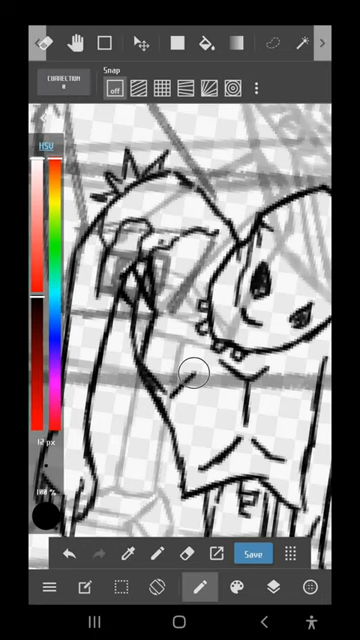 CORRECTION
Snap
off
HSV
12 px
100 %
Save